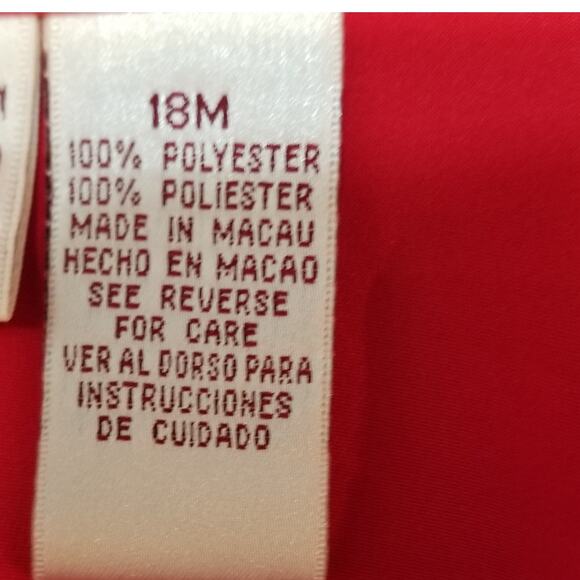 18M
100% POLYESTER
100% POLIESTER
MADE IN MACAU
HECHO EN MACAO
SEE REVERSE
FOR CARE
VER AL DORSO PARA
INSTRUCCIONES
DE CUIDADO